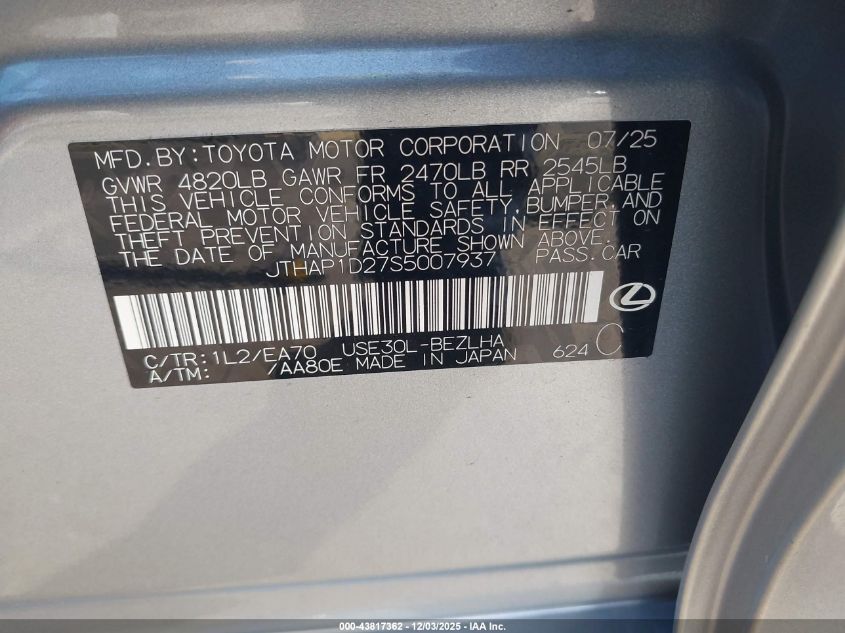 MFD.BY:TOYOTA MOTOR CORPORATION 07/25
GVWR 4820LB GAWR FR 2470LB RR 2545LB
THIS VEHICLE CONFORMS TO ALL APPLICABLE
FEDERAL MOTOR VEHICLE SAFETY,BUMPER AND
THEFT PREVENTION STANDARDS IN EFFECT ON
THE DATE OF MANUFACTURE SHOWN ABOVE.
JTHAP1D27S5007937 PASS.CAR
C/TR:1L2/EA70 USE30L-BEZLHA 624 C
A/TM: /AA80E MADE IN JAPAN
000-43817362 - 12/03/2025 - IAA Inc.